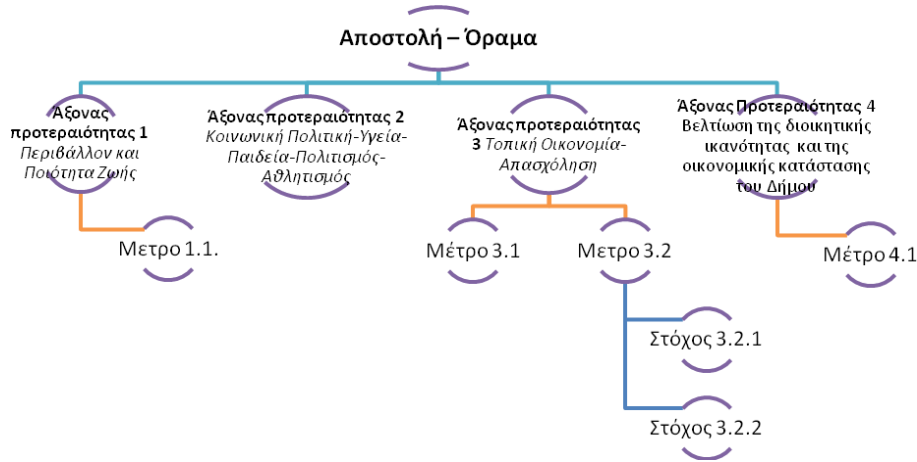 Αποστολή – Όραμα
Άξονας
προτεραιότητας 1
Περιβάλλον και
Ποιότητα Ζωής
Άξονας προτεραιότητας 2
Κοινωνική Πολιτική-Υγεία-
Παιδεία-Πολιτισμός-
Αθλητισμός
Άξονας προτεραιότητας
3 Τοπική Οικονομία-
Απασχόληση
Άξονας Προτεραιότητας 4
Βελτίωση της διοικητικής
ικανότητας και της
οικονομικής κατάστασης
του Δήμου
Μετρο 1.1.
Μέτρο 3.1
Μετρο 3.2
Μέτρο 4.1
Στόχος 3.2.1
Στόχος 3.2.2